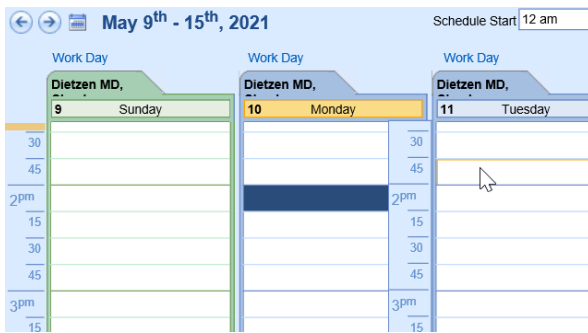 May 9th - 15th, 2021
Schedule Start 12 am
Work Day Work Day Work Day
Dietzen MD, Dietzen MD, Dietzen MD,
9 Sunday 10 Monday 11 Tuesday
30 30
45 45
2pm 2pm
15 15
30 30
45 45
3pm 3pm
15 15